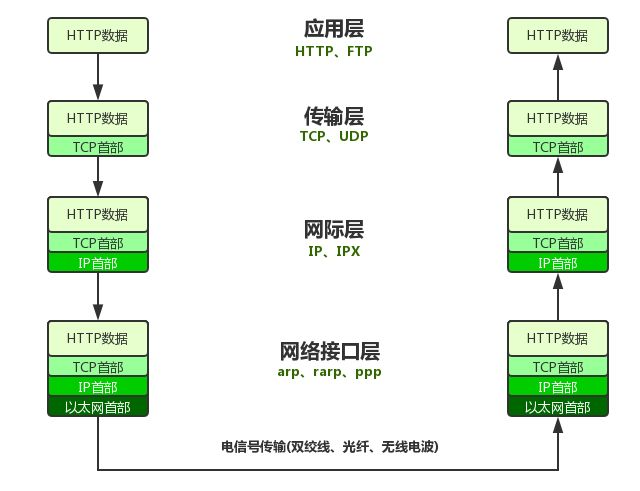 HTTP数据
应用层
HTTP、FTP
HTTP数据
HTTP数据
TCP首部
传输层
TCP、UDP
HTTP数据
TCP首部
HTTP数据
TCP首部
IP首部
网际层
IP、IPX
HTTP数据
TCP首部
IP首部
HTTP数据
TCP首部
IP首部
以太网首部
网络接口层
arp、rarp、ppp
HTTP数据
TCP首部
IP首部
以太网首部
电信号传输(双绞线、光纤、无线电波)